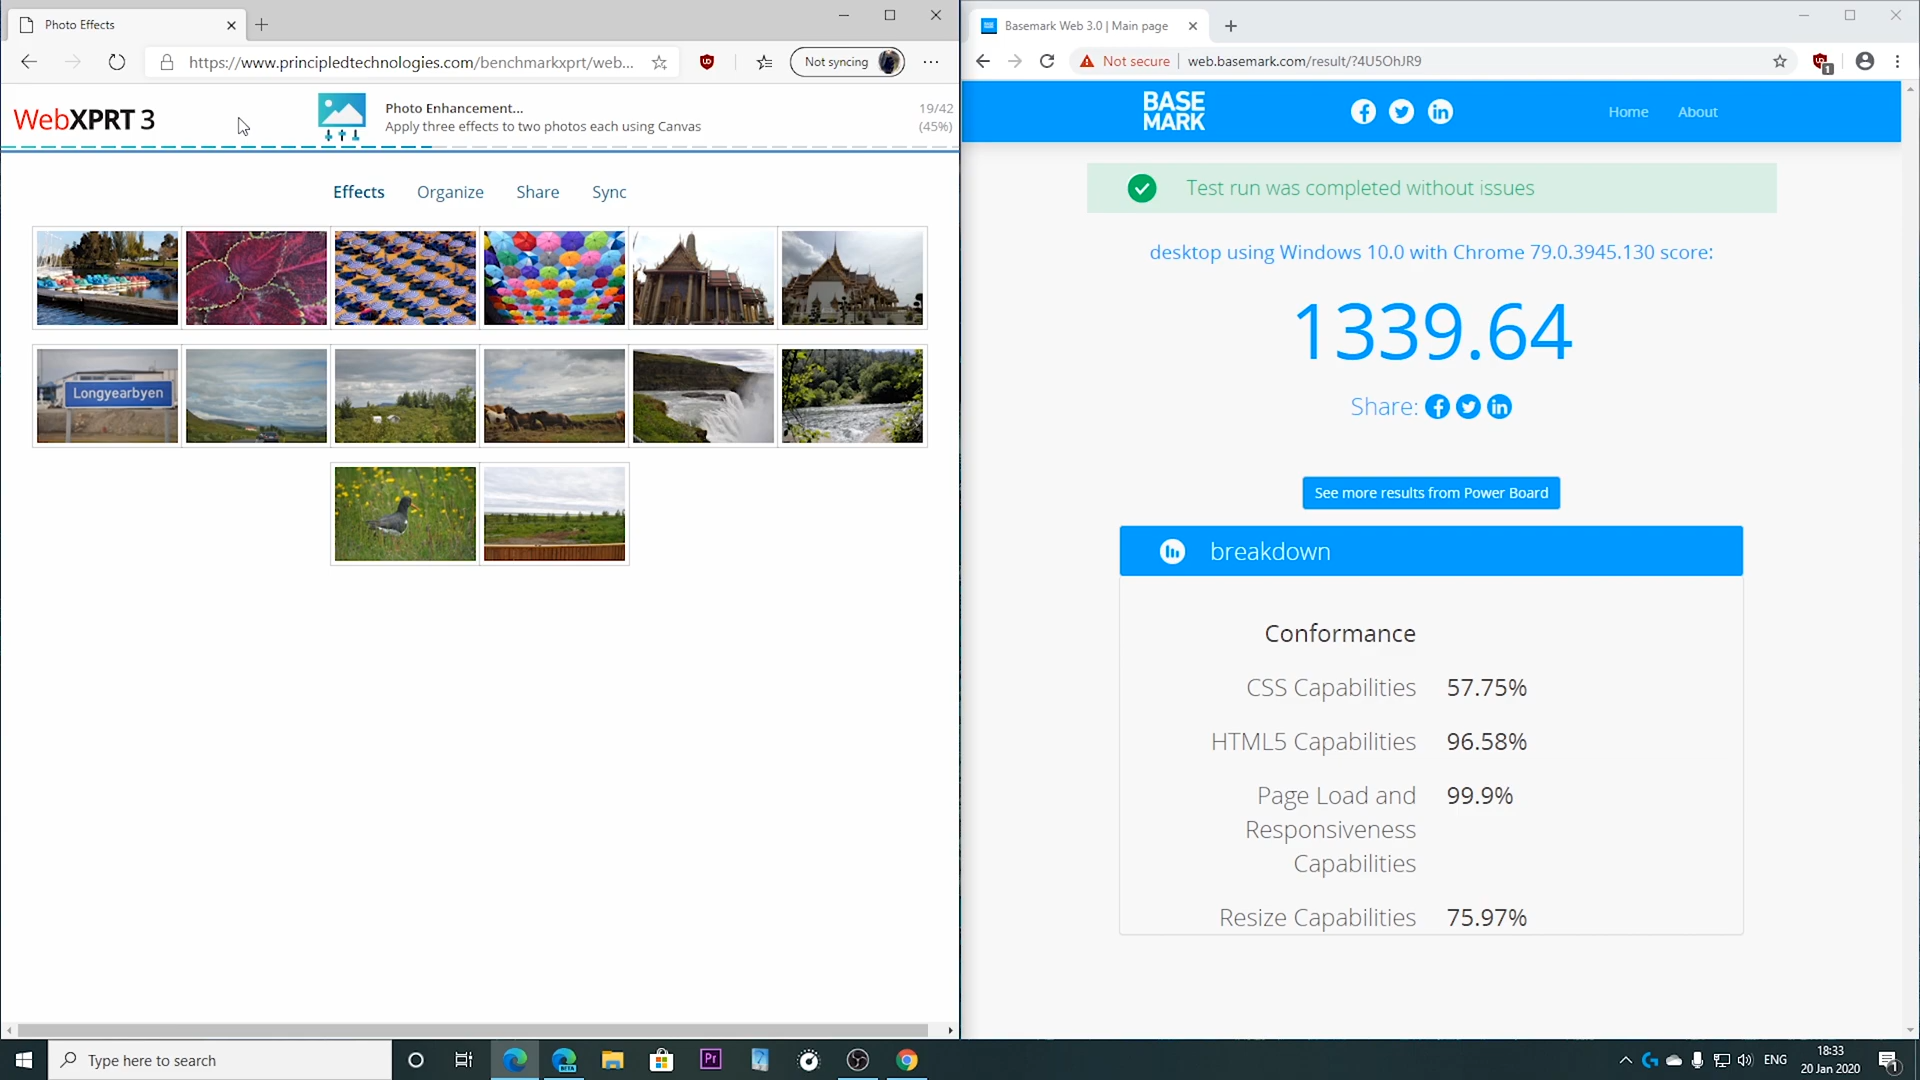 Photo Effects
https://www.principledtechnologies.com/benchmarkxprt/web...
Not syncing
WebXPRT 3
Photo Enhancement...
Apply three effects to two photos each using Canvas
19/42
(45%)
Effects Organize Share Sync
Longyearbyen
Basemark Web 3.0 | Main page
Not secure web.basemark.com/result/?4U5OhJR9
1
BASE
MARK
Home About
Test run was completed without issues
desktop using Windows 10.0 with Chrome 79.0.3945.130 score:
1339.64
Share:
See more results from Power Board
breakdown
Conformance
CSS Capabilities 57.75%
HTML5 Capabilities 96.58%
Page Load and 99.9%
Responsiveness
Capabilities
Resize Capabilities 75.97%
Type here to search
BETA
Pr
ENG
18:33
20 Jan 2020
1